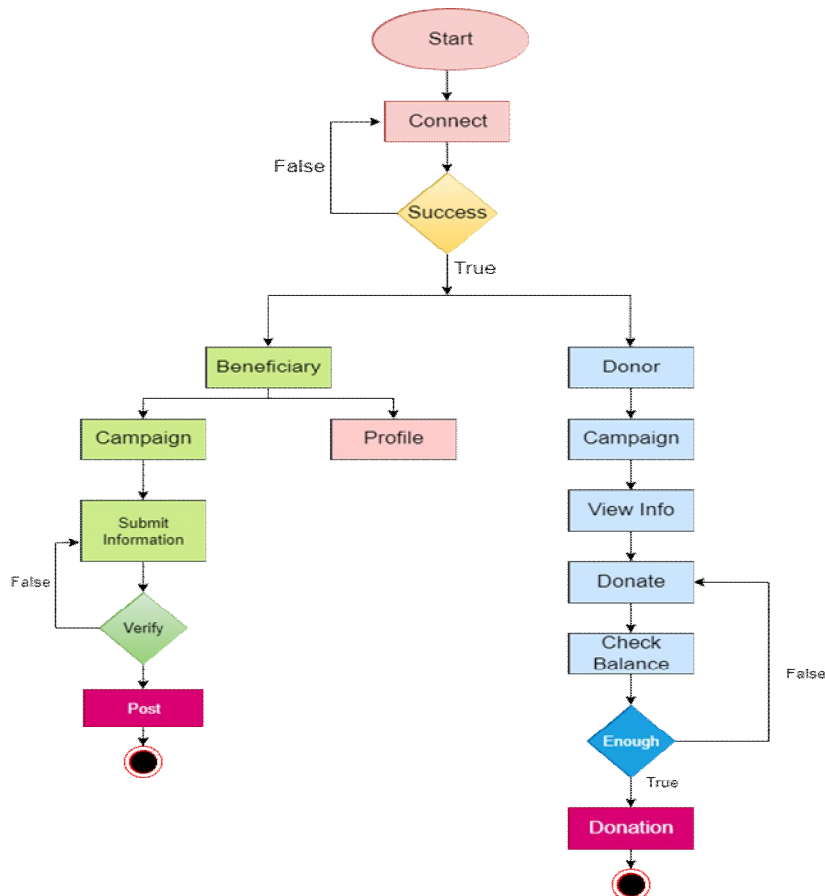 Start
Connect
False
Success
True
Beneficiary
Donor
Campaign
Profile
Campaign
Submit
Information
View Info
False
Donate
Verify
Check
Balance
False
Post
Enough
True
Donation